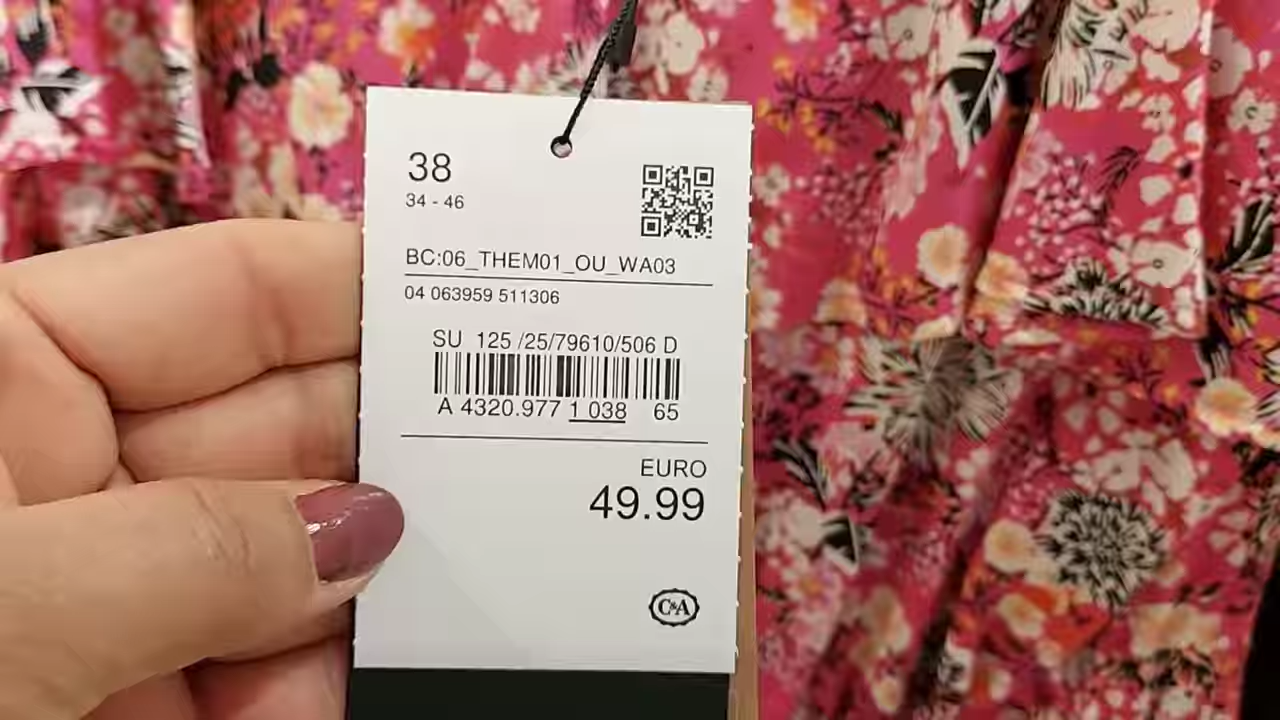 38
34 - 46
BC:06_THEM01_OU_WA03
04 063959 511306
SU 125 /25/79610/506 D
A 4320.977 1 038 65
EURO
49.99
C&A